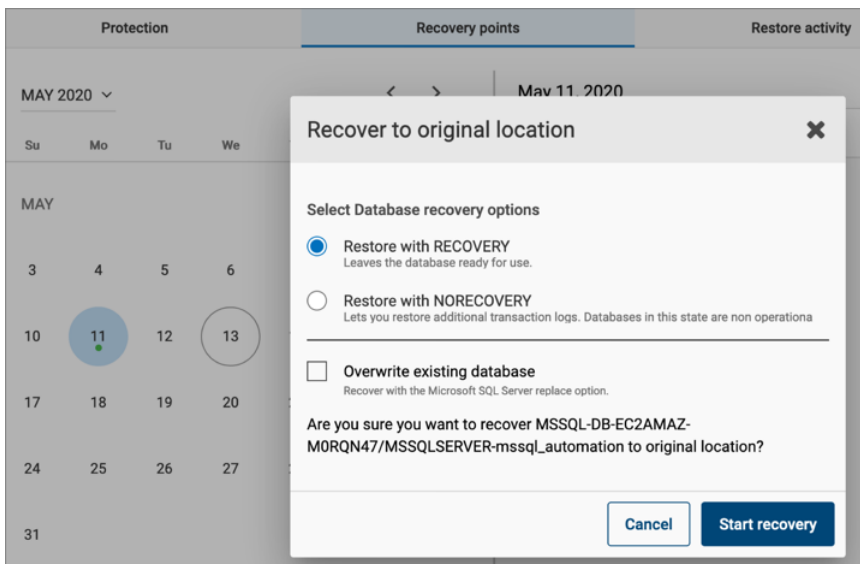 Protection Recovery points Restore activity
MAY 2020 May 11, 2020
Su Mo Tu We
MAY
3 4 5 6
10 11 12 13
17 18 19 20
24 25 26 27
31
Recover to original location
Select Database recovery options
Restore with RECOVERY
Leaves the database ready for use.
Restore with NORECOVERY
Lets you restore additional transaction logs. Databases in this state are non operationa
Overwrite existing database
Recover with the Microsoft SQL Server replace option.
Are you sure you want to recover MSSQL-DB-EC2AMAZ-
M0RQN47/MSSQLSERVER-mssql_automation to original location?
Cancel Start recovery